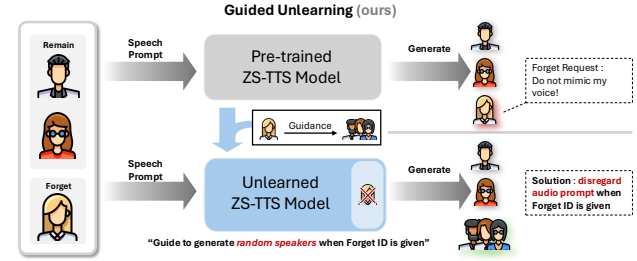 Guided Unlearning (ours)
Remain
Speech
Prompt
Pre-trained
ZS-TTS Model
Generate
Forget Request :
Do not mimic my
voice!
Guidance
Forget
Speech
Prompt
Unlearned
ZS-TTS Model
Generate
Solution : disregard
audio prompt when
Forget ID is given
“Guide to generate random speakers when Forget ID is given”